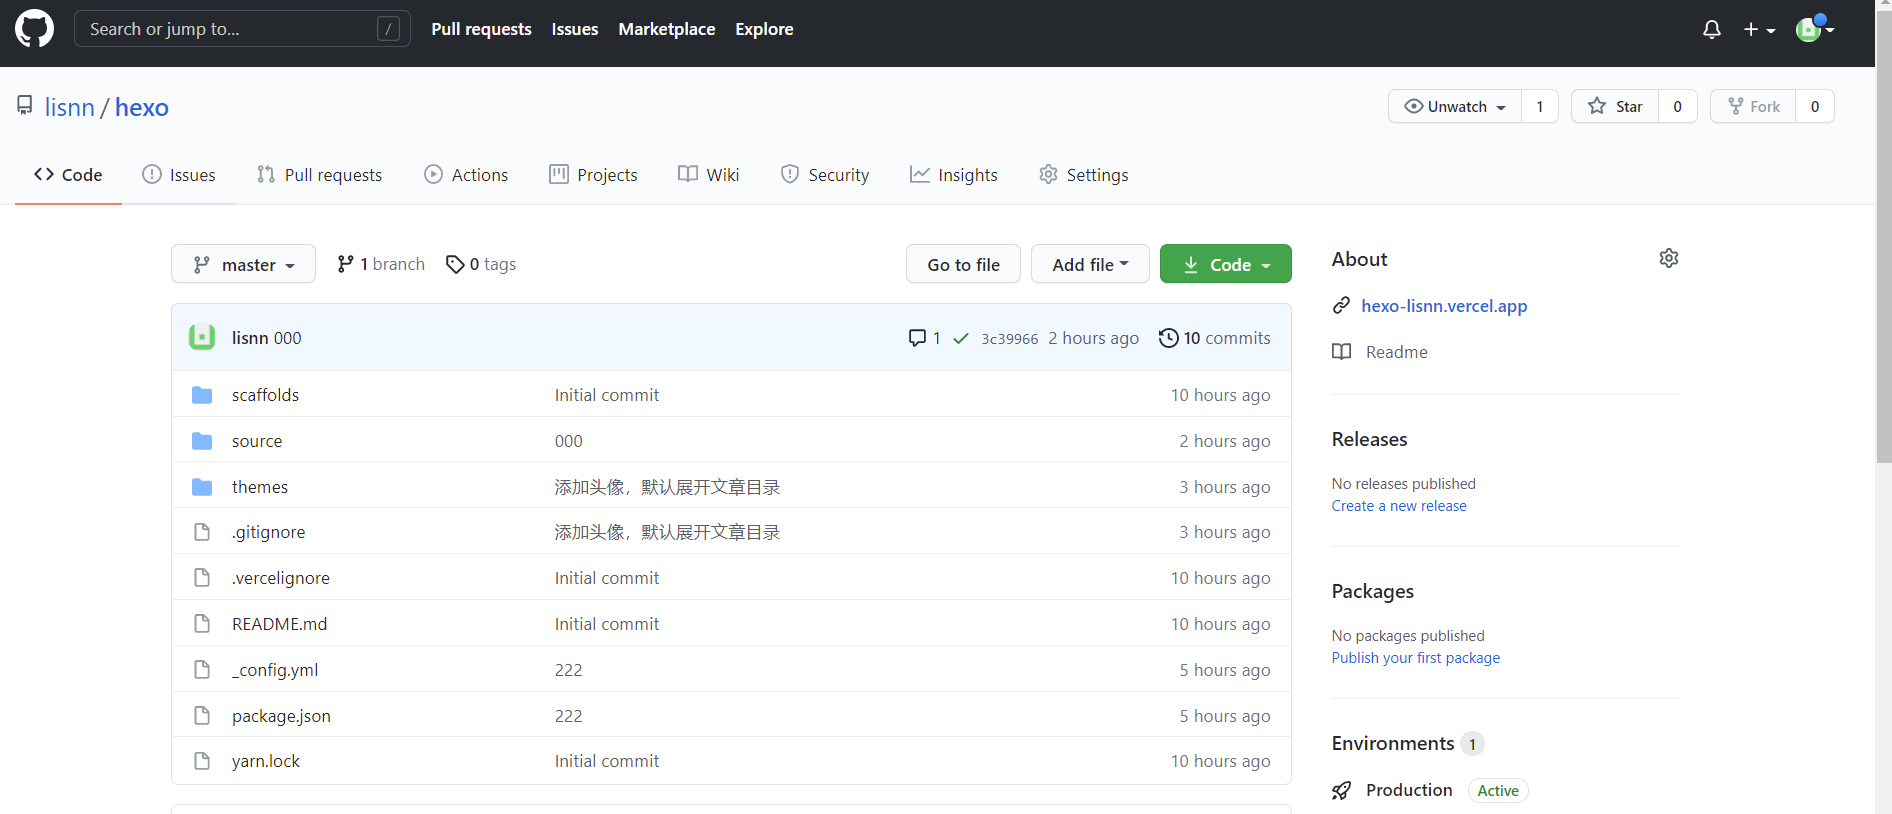 Search or jump to... / Pull requests Issues Marketplace Explore
lisnn / hexo Unwatch 1 Star 0 Fork 0
Code Issues Pull requests Actions Projects Wiki Security Insights Settings
master 1 branch 0 tags Go to file Add file Code
lisnn 000 1 3c39966 2 hours ago 10 commits
scaffolds Initial commit 10 hours ago
source 000 2 hours ago
themes 添加头像，默认展开文章目录 3 hours ago
.gitignore 添加头像，默认展开文章目录 3 hours ago
.vercelignore Initial commit 10 hours ago
README.md Initial commit 10 hours ago
_config.yml 222 5 hours ago
package.json 222 5 hours ago
yarn.lock Initial commit 10 hours ago
About
hexo-lisnn.vercel.app
Readme
Releases
No releases published
Create a new release
Packages
No packages published
Publish your first package
Environments 1
Production Active